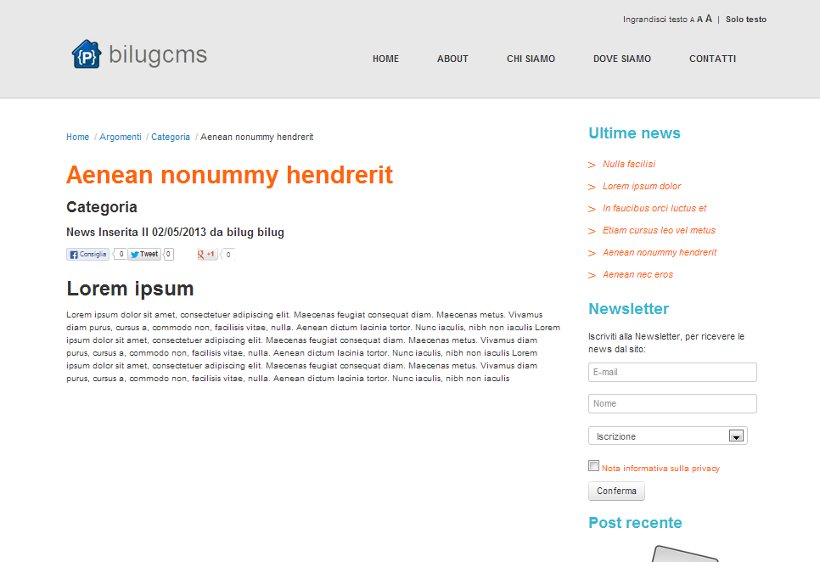 Ingrandisci testo A A A | Solo testo
{P} bilugcms
HOME ABOUT CHI SIAMO DOVE SIAMO CONTATTI
Home / Argomenti / Categoria / Aenean nonummy hendrerit
Aenean nonummy hendrerit
Categoria
News Inserita Il 02/05/2013 da bilug bilug
Consiglia 0 Tweet 0 +1 0
Lorem ipsum
Lorem ipsum dolor sit amet, consectetuer adipiscing elit. Maecenas feugiat consequat diam. Maecenas metus. Vivamus
diam purus, cursus a, commodo non, facilisis vitae, nulla. Aenean dictum lacinia tortor. Nunc iaculis, nibh non iaculis Lorem
ipsum dolor sit amet, consectetuer adipiscing elit. Maecenas feugiat consequat diam. Maecenas metus. Vivamus diam
purus, cursus a, commodo non, facilisis vitae, nulla. Aenean dictum lacinia tortor. Nunc iaculis, nibh non iaculis Lorem
ipsum dolor sit amet, consectetuer adipiscing elit. Maecenas feugiat consequat diam. Maecenas metus. Vivamus diam
purus, cursus a, commodo non, facilisis vitae, nulla. Aenean dictum lacinia tortor. Nunc iaculis, nibh non iaculis
Ultime news
> Nulla facilisi
> Lorem ipsum dolor
> In faucibus orci luctus et
> Etiam cursus leo vel metus
> Aenean nonummy hendrerit
> Aenean nec eros
Newsletter
Iscriviti alla Newsletter, per ricevere le
news dal sito:
E-mail
Nome
Iscrizione
Nota informativa sulla privacy
Conferma
Post recente